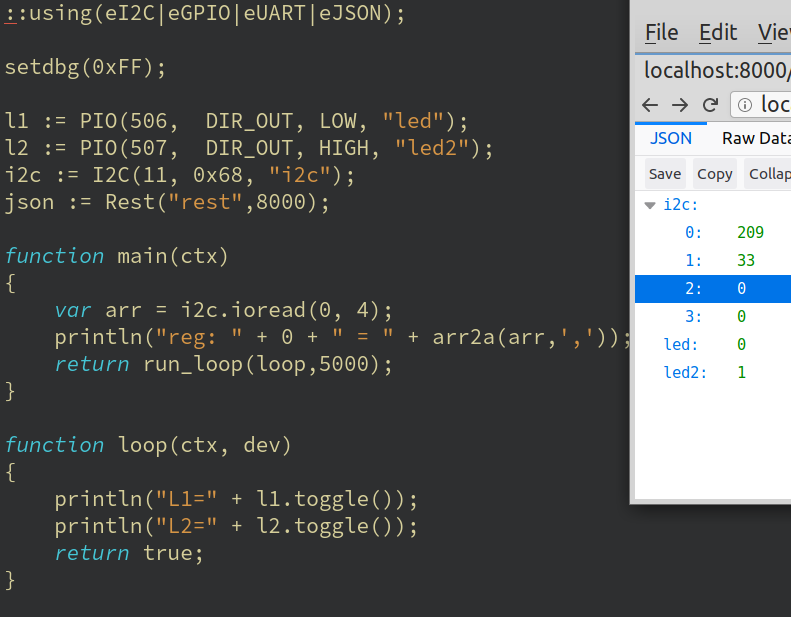 ::using(eI2C|eGPIO|eUART|eJSON);
setdbg(0xFF);
l1 := PIO(506,  DIR_OUT, LOW, "led");
l2 := PIO(507,  DIR_OUT, HIGH, "led2");
i2c := I2C(11, 0x68, "i2c");
json := Rest("rest",8000);
function main(ctx)
{
    var arr = i2c.ioread(0, 4);
    println("reg: " + 0 + " = " + arr2a(arr,','));
    return run_loop(loop,5000);
}
function loop(ctx, dev)
{
    println("L1=" + l1.toggle());
    println("L2=" + l2.toggle());
    return true;
}
File Edit Vie
localhost:8000/
loc
JSON Raw Data
Save Copy Collap
i2c:
0: 209
1: 33
2: 0
3: 0
led: 0
led2: 1